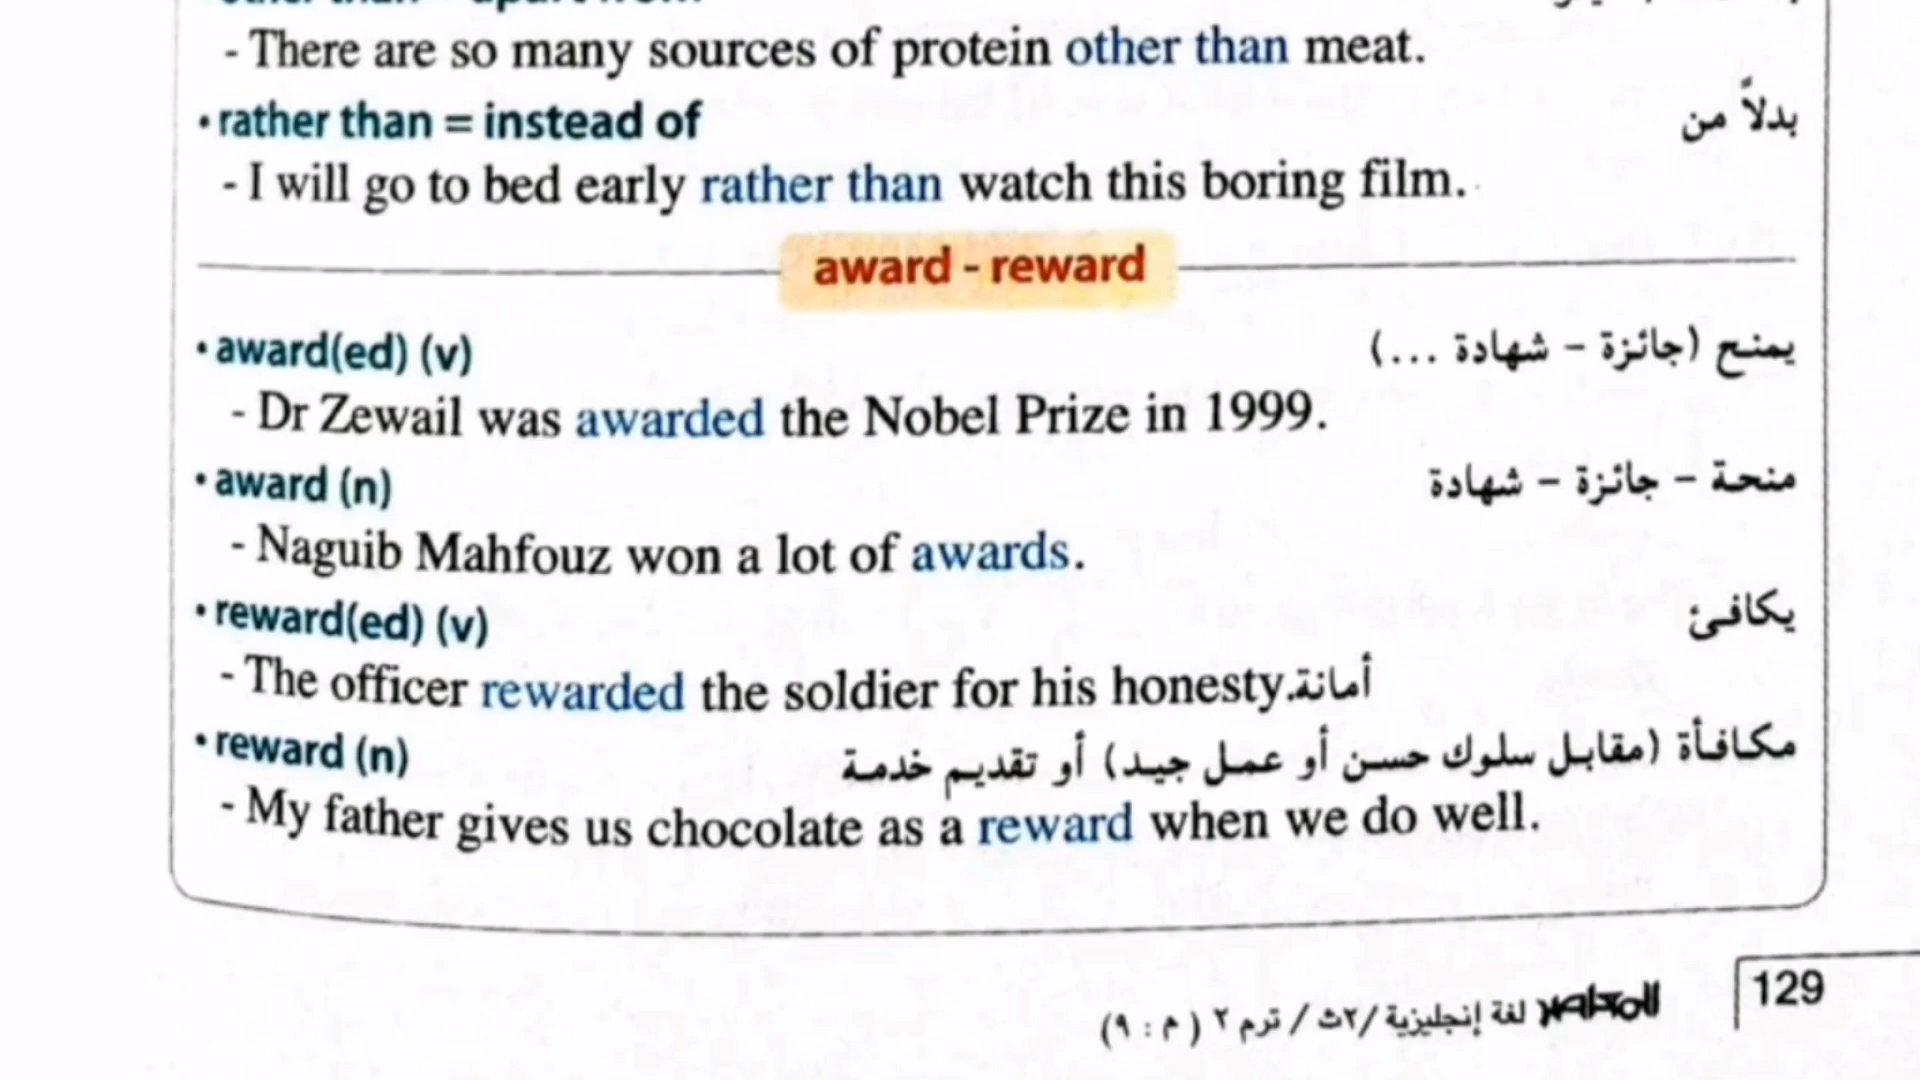 - There are so many sources of protein other than meat.
• rather than = instead of بدلاً من
- I will go to bed early rather than watch this boring film.
award - reward
• award(ed) (v) يمنح (جائزة - شهادة ...)
- Dr Zewail was awarded the Nobel Prize in 1999.
• award (n) منحة - جائزة - شهادة
- Naguib Mahfouz won a lot of awards.
• reward(ed) (v) يكافئ
- The officer rewarded the soldier for his honesty.أمانة
• reward (n) مكافأة (مقابل سلوك حسن أو عمل جيد) أو تقديم خدمة
- My father gives us chocolate as a reward when we do well.
المعاصر لغة إنجليزية /٢ث / ترم ٢ (م : ٩) 129